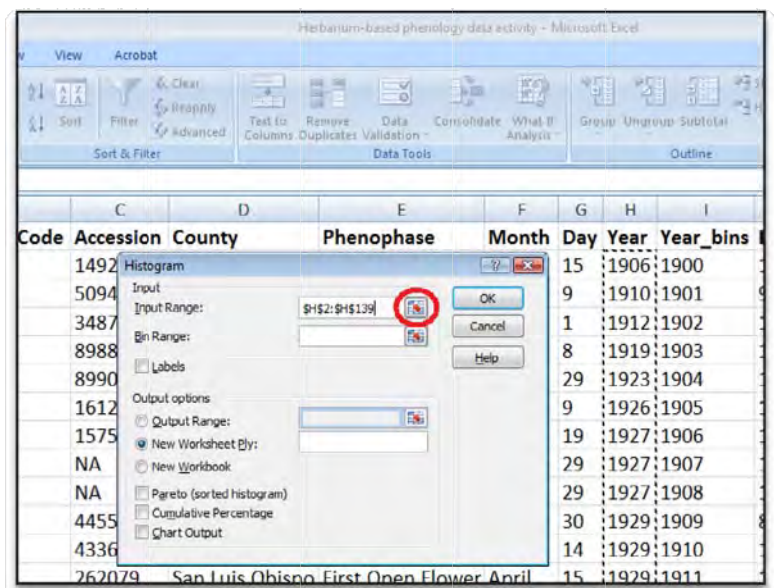 Herbarium-based phenology data activity - Microsoft Excel
View Acrobat
Sort Filter Clear Reapply Advanced Text to Columns Remove Duplicates Data Validation Consolidate What-If Analysis Group Ungroup Subtotal
Sort & Filter Data Tools Outline
C D E F G H I
Code Accession County Phenophase Month Day Year Year_bins
1492 15 1906 1900
5094 9 1910 1901
3487 1 1912 1902
8988 8 1919 1903
8990 29 1923 1904
1612 9 1926 1905
1575 19 1927 1906
NA 29 1927 1907
NA 29 1927 1908
4455 30 1929 1909
4336 14 1929 1910
262079 San Luis Obispo First Open Flower April 15 1929 1911
Histogram
Input
Input Range: $H$2:$H$139
OK
Bin Range:
Cancel
Labels
Help
Output options
Output Range:
New Worksheet Ply:
New Workbook
Pareto (sorted histogram)
Cumulative Percentage
Chart Output